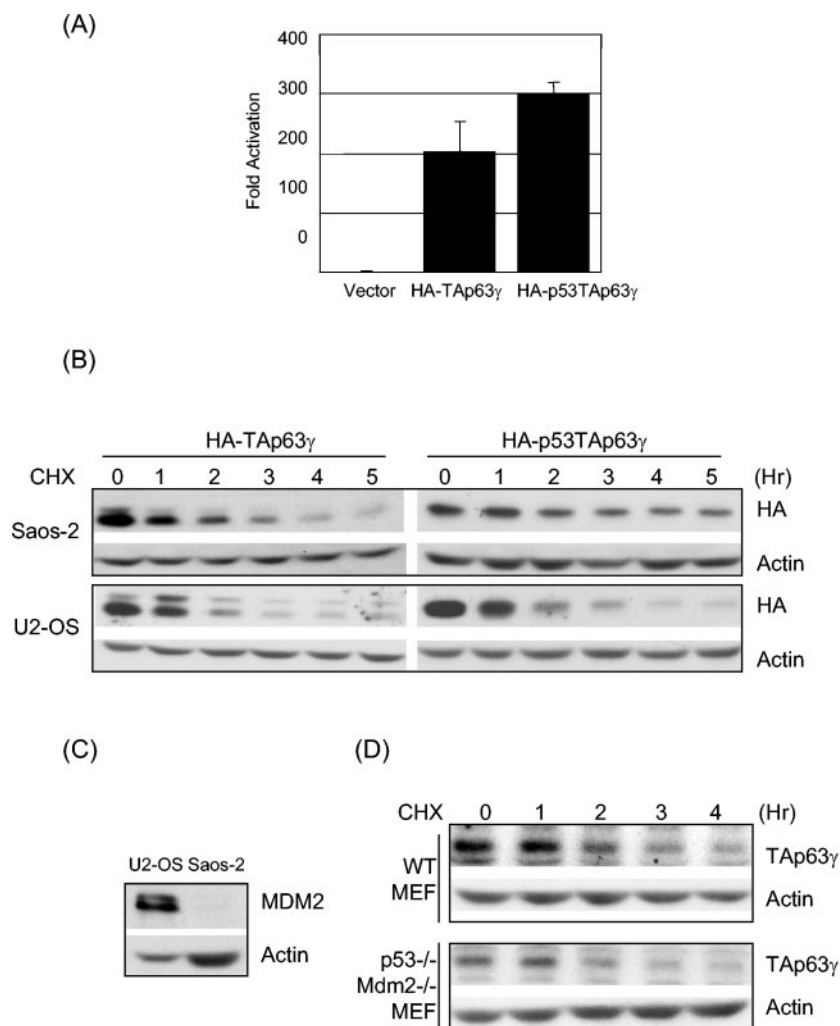 (A)
400
300
200
100
0
Fold Activation
Vector HA-TAp63γ HA-p53TAp63γ
(B)
HA-TAp63γ HA-p53TAp63γ
CHX 0 1 2 3 4 5 0 1 2 3 4 5 (Hr)
Saos-2 HA
Actin
U2-OS HA
Actin
(C) (D)
CHX 0 1 2 3 4 (Hr)
WT MEF TAp63γ
Actin
U2-OS Saos-2
MDM2
Actin
p53-/- Mdm2-/- MEF TAp63γ
Actin